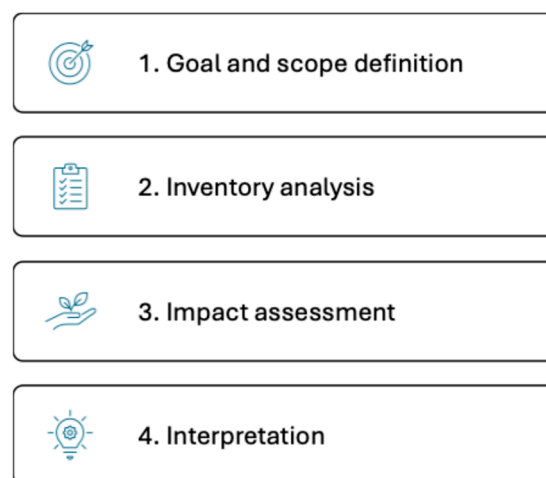 1. Goal and scope definition
2. Inventory analysis
3. Impact assessment
4. Interpretation